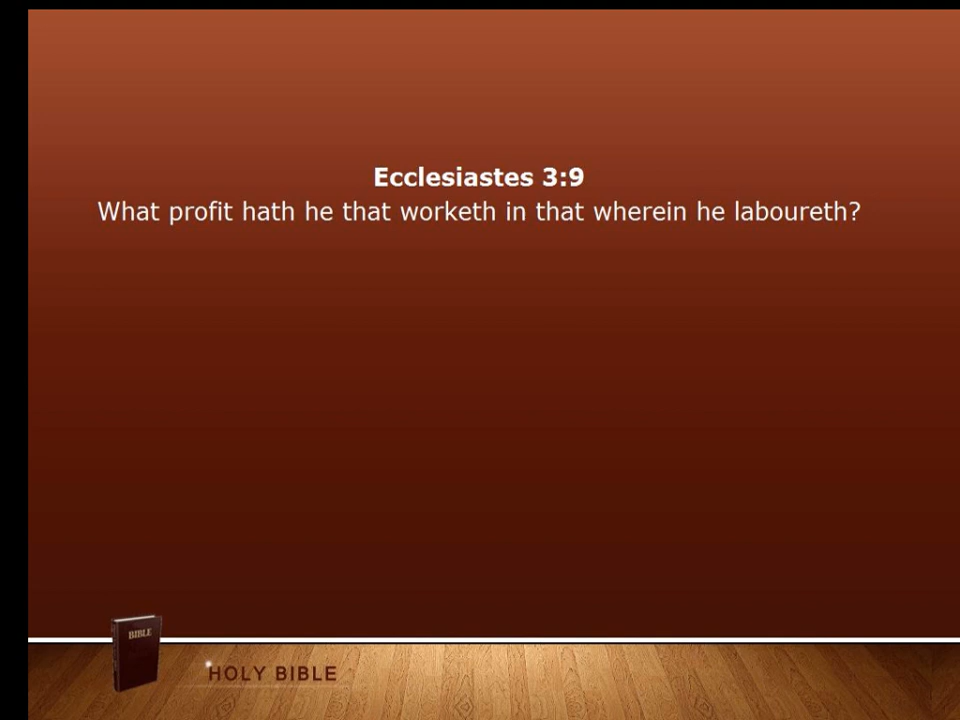 Ecclesiastes 3:9
What profit hath he that worketh in that wherein he laboureth?
BIBLE
HOLY BIBLE